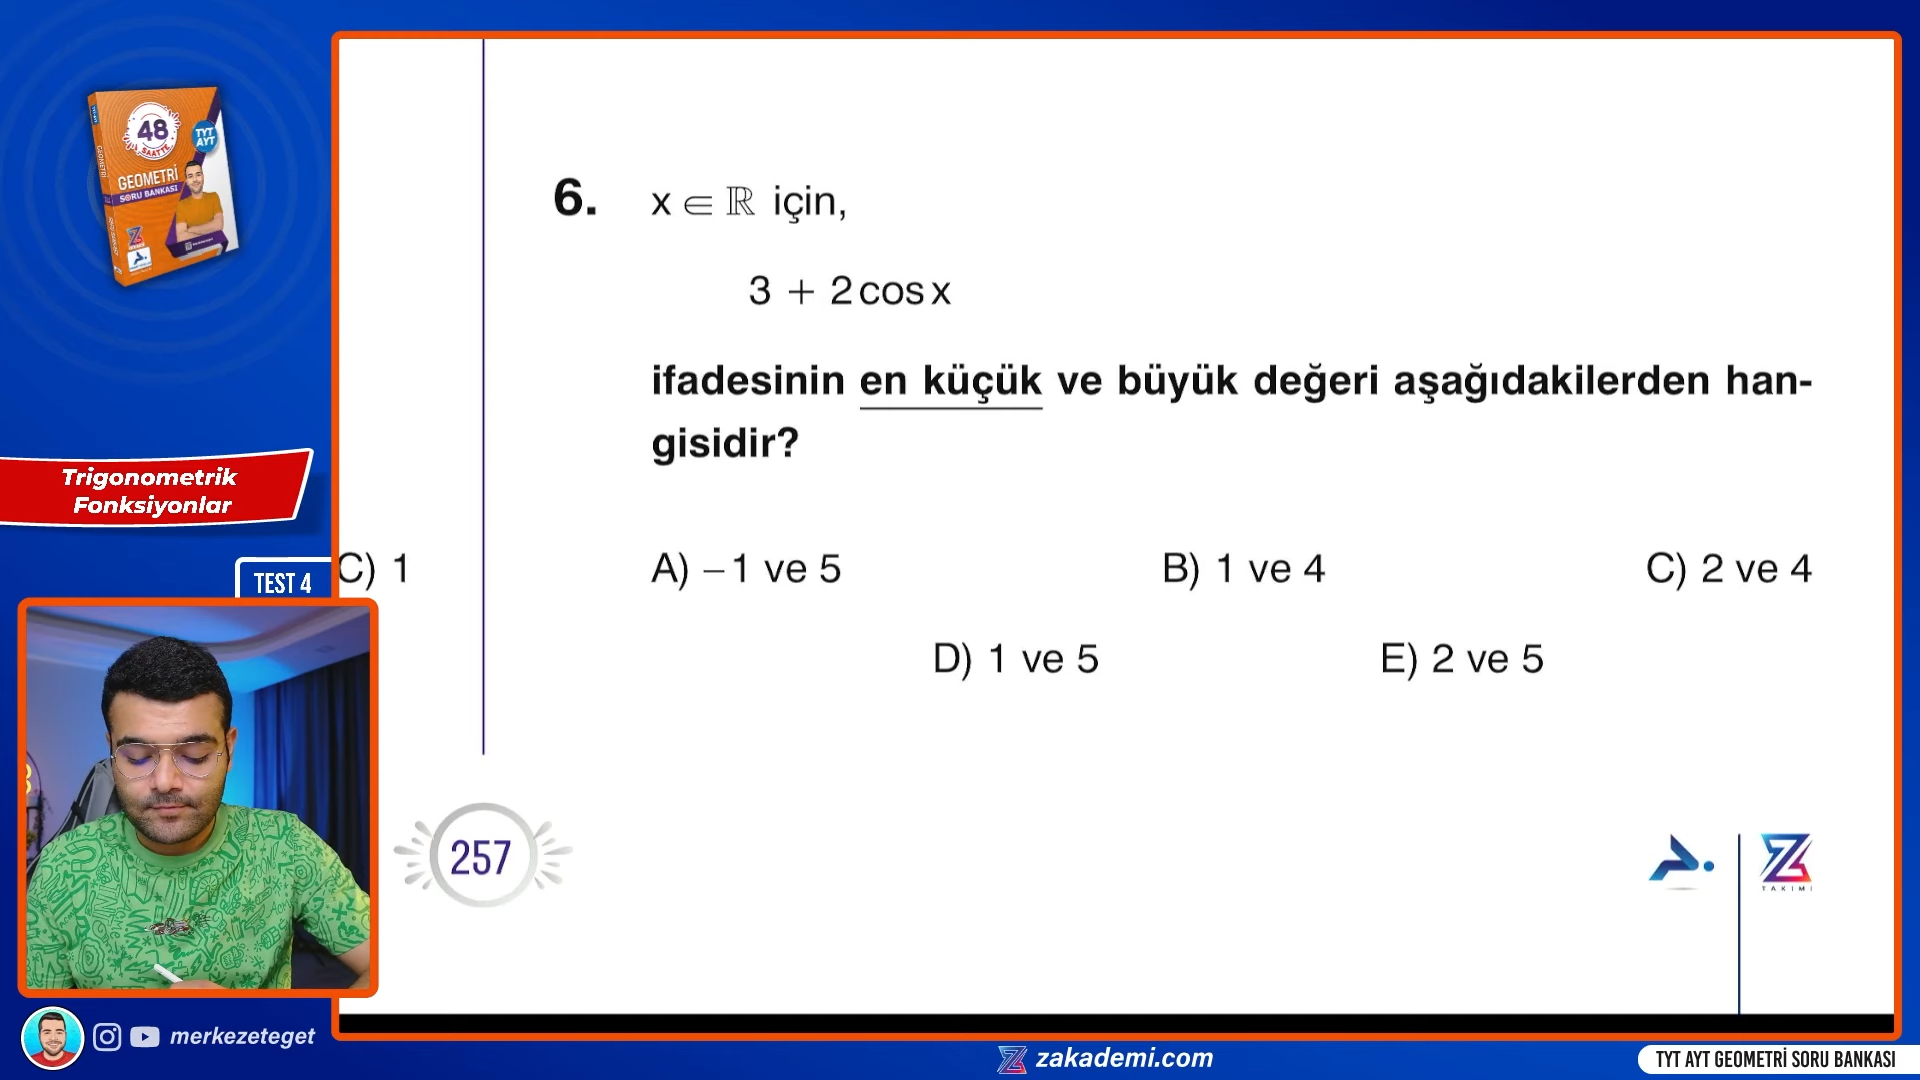 48
SAATTE
TYT
AYT
GEOMETRİ
SORU BANKASI
GEOMETRİ
Trigonometrik
Fonksiyonlar
TEST 4
C) 1
6. x ∈ ℝ için,
3 + 2cosx
ifadesinin en küçük ve büyük değeri aşağıdakilerden han-
gisidir?
A) –1 ve 5 B) 1 ve 4 C) 2 ve 4
D) 1 ve 5 E) 2 ve 5
257
TAKIMI
merkezeteget
zakademi.com
TYT AYT GEOMETRİ SORU BANKASI